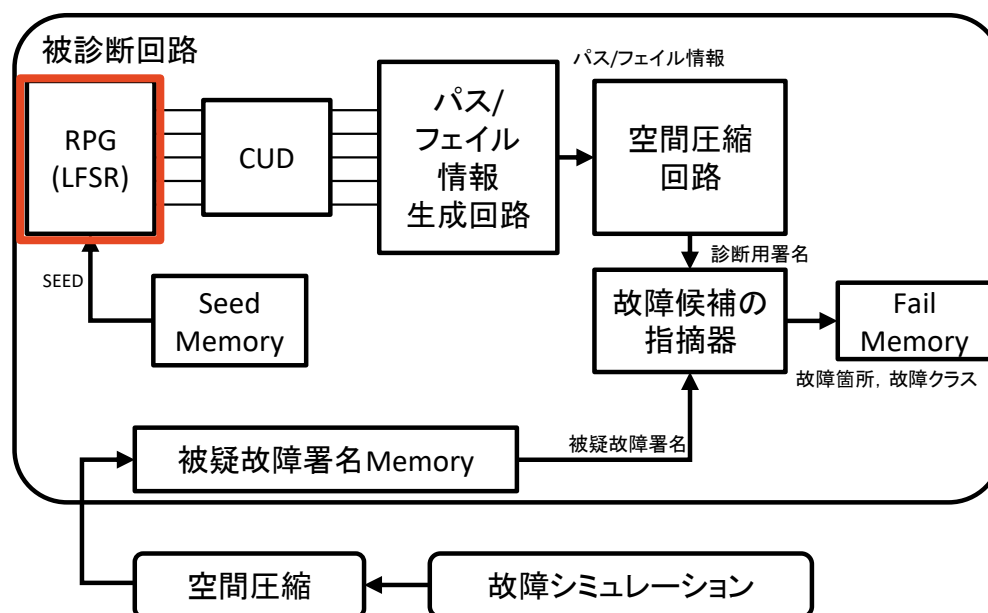 被診断回路
パス/フェイル情報
RPG
(LFSR)
CUD
パス/
フェイル
情報
生成回路
空間圧縮
回路
SEED
Seed
Memory
診断用署名
故障候補の
指摘器
Fail
Memory
故障箇所, 故障クラス
被疑故障署名Memory
被疑故障署名
空間圧縮
故障シミュレーション